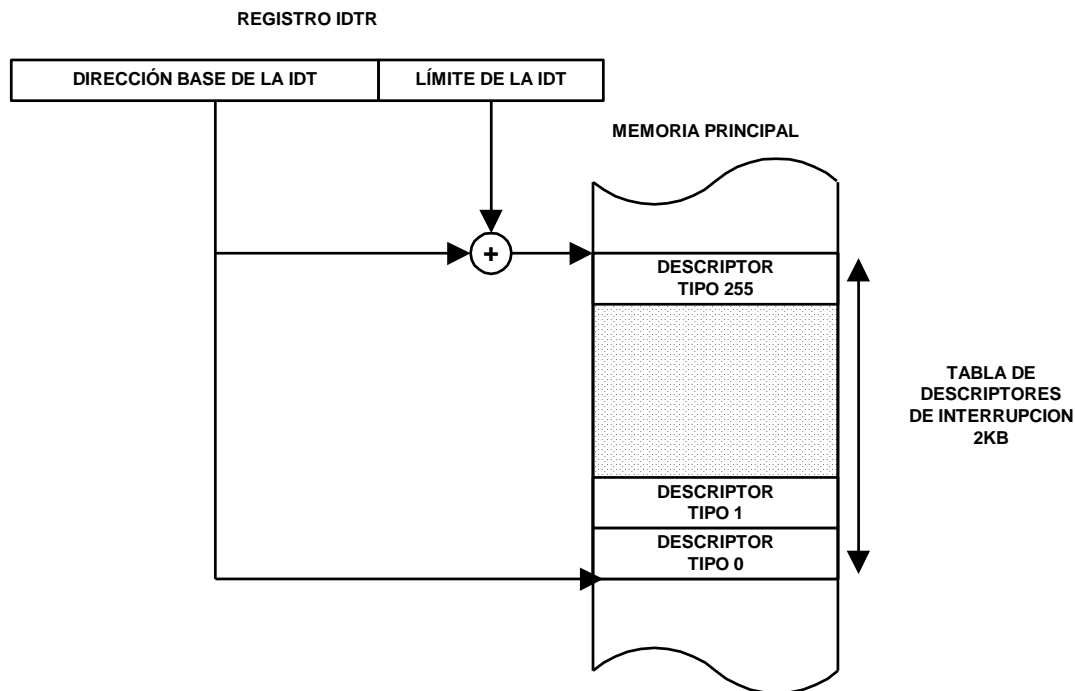 REGISTRO IDTR
DIRECCIÓN BASE DE LA IDT
LÍMITE DE LA IDT
MEMORIA PRINCIPAL
+
DESCRIPTOR
TIPO 255
TABLA DE
DESCRIPTORES
DE INTERRUPCION
2KB
DESCRIPTOR
TIPO 1
DESCRIPTOR
TIPO 0